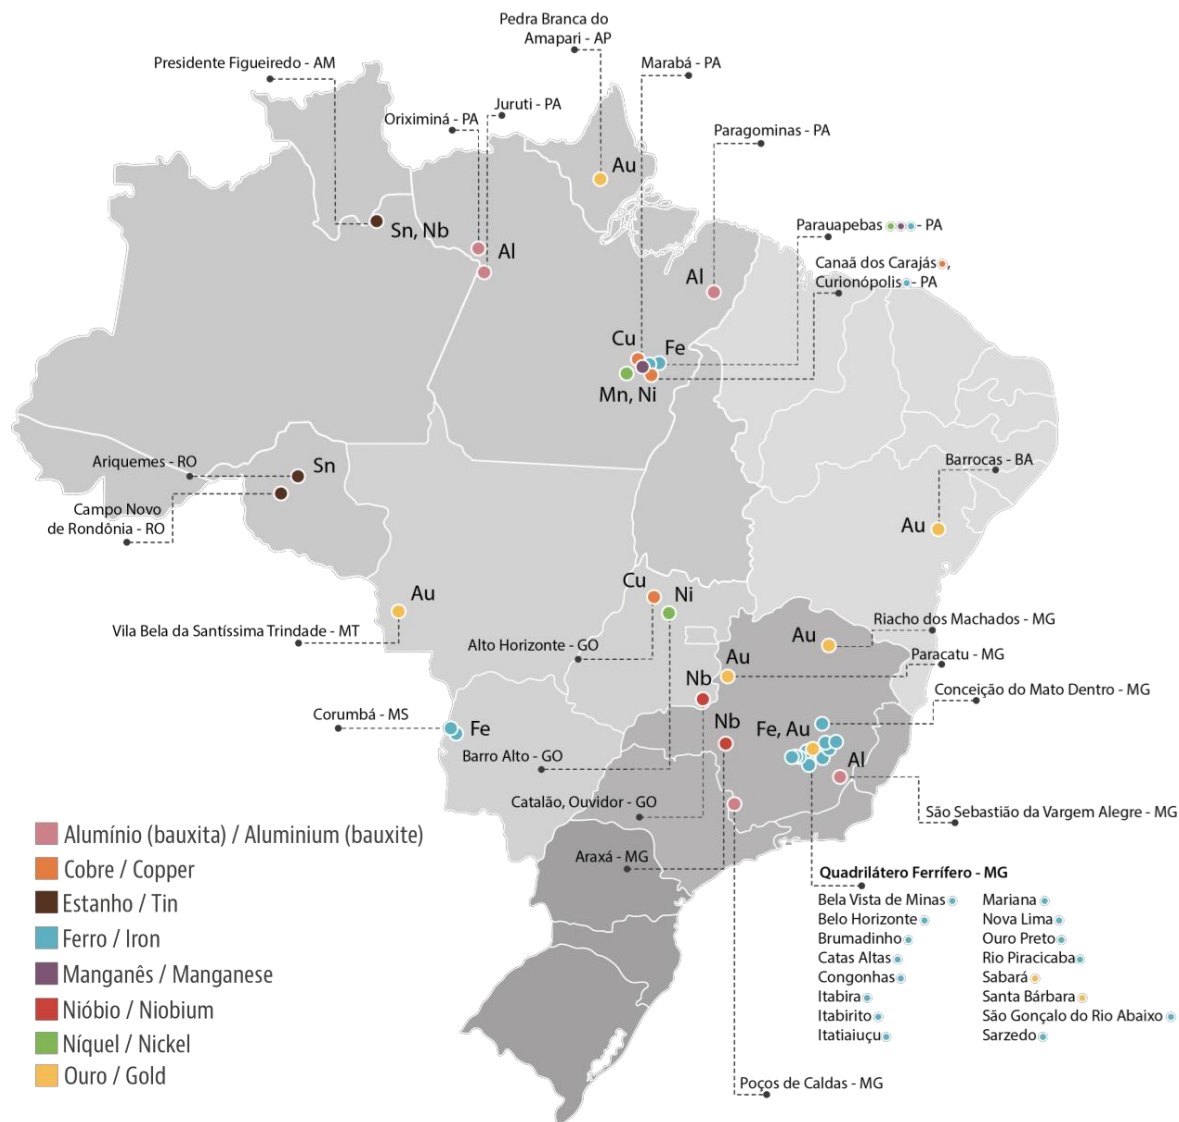 Pedra Branca do
Amapari - AP
Presidente Figueiredo - AM
Marabá - PA
Juruti - PA
Oriximiná - PA
Paragominas - PA
Au
Sn, Nb
Al
Parauapebas - PA
Canaã dos Carajás,
Curionópolis - PA
Al
Cu
Fe
Mn, Ni
Ariquemes - RO
Sn
Barrocas - BA
Campo Novo
de Rondônia - RO
Au
Cu
Ni
Au
Vila Bela da Santíssima Trindade - MT
Alto Horizonte - GO
Riacho dos Machados - MG
Au
Paracatu - MG
Au
Nb
Conceição do Mato Dentro - MG
Corumbá - MS
Fe
Nb
Fe, Au
Barro Alto - GO
Al
Catalão, Ouvidor - GO
São Sebastião da Vargem Alegre - MG
Alumínio (bauxita) / Aluminium (bauxite)
Cobre / Copper
Estanho / Tin
Ferro / Iron
Manganês / Manganese
Nióbio / Niobium
Níquel / Nickel
Ouro / Gold
Araxá - MG
Quadrilátero Ferrífero - MG
Bela Vista de Minas
Belo Horizonte
Brumadinho
Catas Altas
Congonhas
Itabira
Itabirito
Itatiaiuçu
Mariana
Nova Lima
Ouro Preto
Rio Piracicaba
Sabará
Santa Bárbara
São Gonçalo do Rio Abaixo
Sarzedo
Poços de Caldas - MG